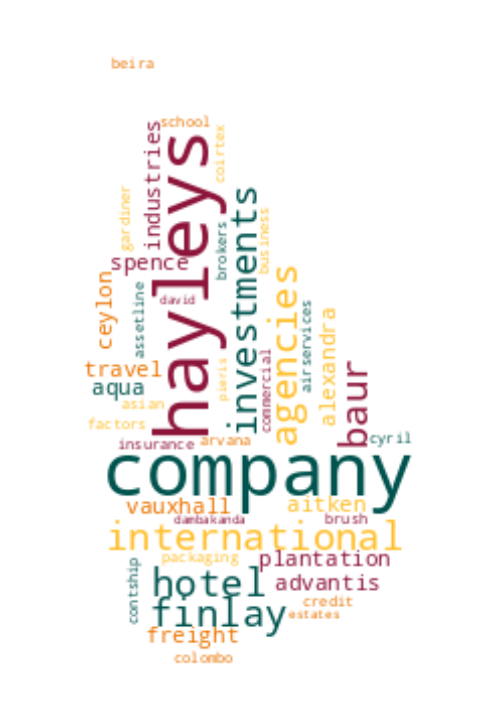 beira
school
hayleys
industries
coirtex
gardiner
investments
brokers
business
spence
agencies
ceylon
assetline
david
airservices
alexandra
commercial
pieris
travel
baur
aqua
asian
factors
arvana
cyril
insurance
company
vauxhall
aitken
dambakanda
brush
international
packaging
plantation
contship
hotel
advantis
finlay
credit
estates
freight
colombo